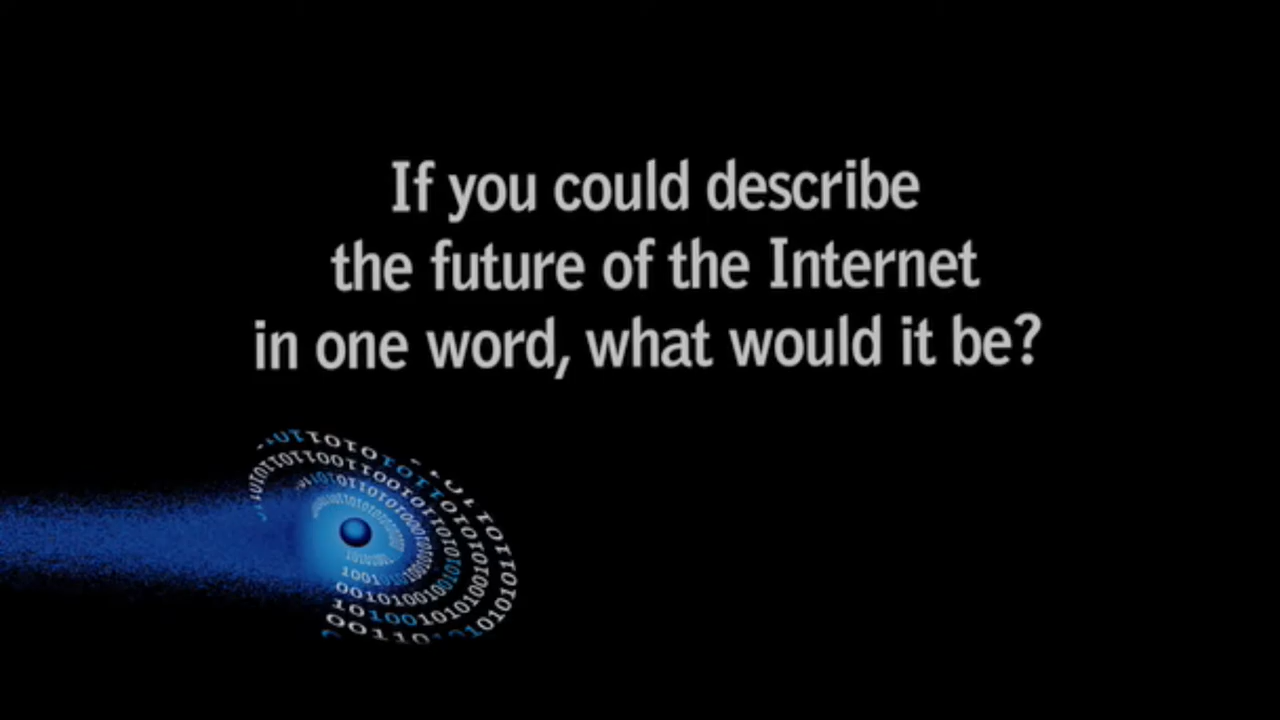 If you could describe
the future of the Internet
in one word, what would it be?